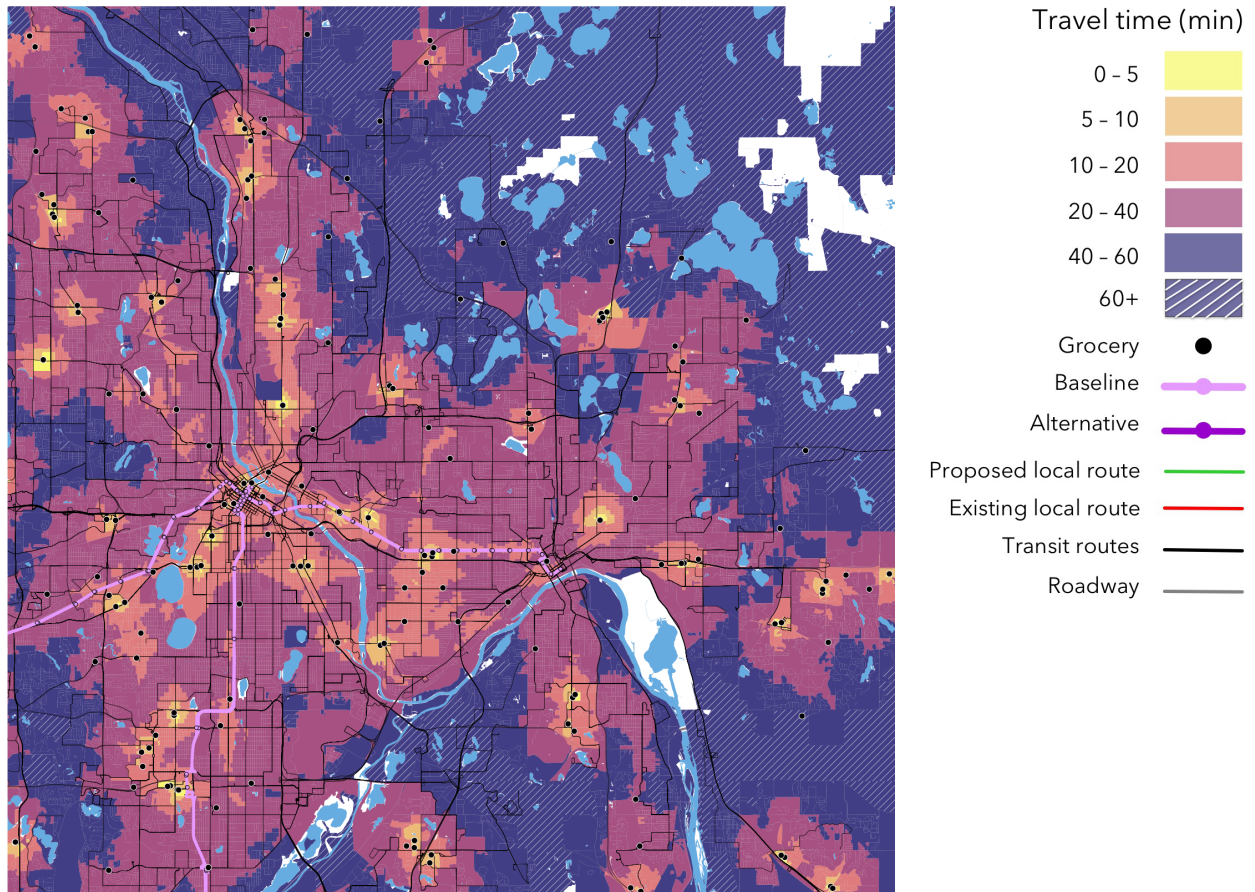 Travel time (min)
0 – 5
5 – 10
10 – 20
20 – 40
40 – 60
60+
Grocery
Baseline
Alternative
Proposed local route
Existing local route
Transit routes
Roadway